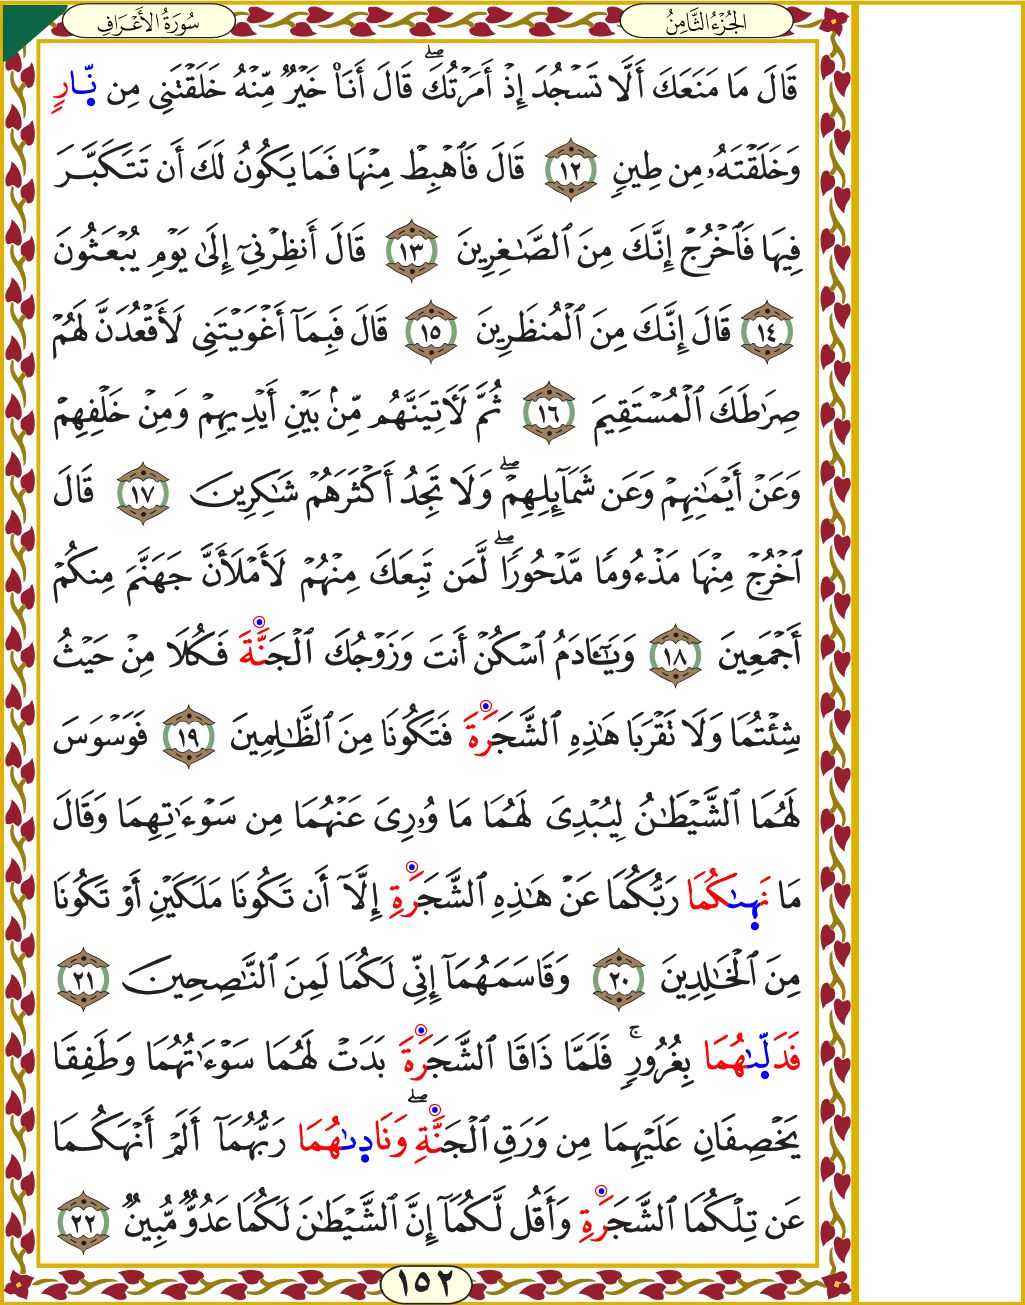 الجُزْءُ الثَّامِنُ
سُورَةُ الأَعْرَافِ
قَالَ مَا مَنَعَكَ أَلَّا تَسْجُدَ إِذْ أَمَرْتُكَۖ قَالَ أَنَا۠ خَيْرٌ مِّنْهُ خَلَقْتَنِى مِن نّ۪ارٍ
وَخَلَقْتَهُۥ مِن طِينٍ ١٢ قَالَ فَٱهْبِطْ مِنْهَا فَمَا يَكُونُ لَكَ أَن تَتَكَبَّرَ
فِيهَا فَٱخْرُجْ إِنَّكَ مِنَ ٱلصَّـٰغِرِينَ ١٣ قَالَ أَنظِرْنِىٓ إِلَىٰ يَوْمِ يُبْعَثُونَ
١٤ قَالَ إِنَّكَ مِنَ ٱلْمُنظَرِينَ ١٥ قَالَ فَبِمَآ أَغْوَيْتَنِى لَأَقْعُدَنَّ لَهُمْ
صِرَٰطَكَ ٱلْمُسْتَقِيمَ ١٦ ثُمَّ لَـَٔاتِيَنَّهُم مِّنۢ بَيْنِ أَيْدِيهِمْ وَمِنْ خَلْفِهِمْ
وَعَنْ أَيْمَـٰنِهِمْ وَعَن شَمَآئِلِهِمْۖ وَلَا تَجِدُ أَكْثَرَهُمْ شَـٰكِرِينَ ١٧ قَالَ
ٱخْرُجْ مِنْهَا مَذْءُومًا مَّدْحُورًاۖ لَّمَن تَبِعَكَ مِنْهُمْ لَأَمْلَأَنَّ جَهَنَّمَ مِنكُمْ
أَجْمَعِينَ ١٨ وَيَـٰٓـَٔادَمُ ٱسْكُنْ أَنتَ وَزَوْجُكَ ٱلْجَنَّةَ فَكُلَا مِنْ حَيْثُ
شِئْتُمَا وَلَا تَقْرَبَا هَـٰذِهِ ٱلشَّجَرَةَ فَتَكُونَا مِنَ ٱلظَّـٰلِمِينَ ١٩ فَوَسْوَسَ
لَهُمَا ٱلشَّيْطَـٰنُ لِيُبْدِىَ لَهُمَا مَا وُۥرِىَ عَنْهُمَا مِن سَوْءَٰتِهِمَا وَقَالَ
مَا نَه۪ىٰكُمَا رَبُّكُمَا عَنْ هَـٰذِهِ ٱلشَّجَرَةِ إِلَّآ أَن تَكُونَا مَلَكَيْنِ أَوْ تَكُونَا
مِنَ ٱلْخَـٰلِدِينَ ٢٠ وَقَاسَمَهُمَآ إِنِّى لَكُمَا لَمِنَ ٱلنَّـٰصِحِينَ ٢١
فَدَلّ۪ىٰهُمَا بِغُرُورٍۚ فَلَمَّا ذَاقَا ٱلشَّجَرَةَ بَدَتْ لَهُمَا سَوْءَٰتُهُمَا وَطَفِقَا
يَخْصِفَانِ عَلَيْهِمَا مِن وَرَقِ ٱلْجَنَّةِۖ وَنَاد۪ىٰهُمَا رَبُّهُمَآ أَلَمْ أَنْهَكُمَا
عَن تِلْكُمَا ٱلشَّجَرَةِ وَأَقُل لَّكُمَآ إِنَّ ٱلشَّيْطَـٰنَ لَكُمَا عَدُوٌّ مُّبِينٌ ٢٢
١٥٢